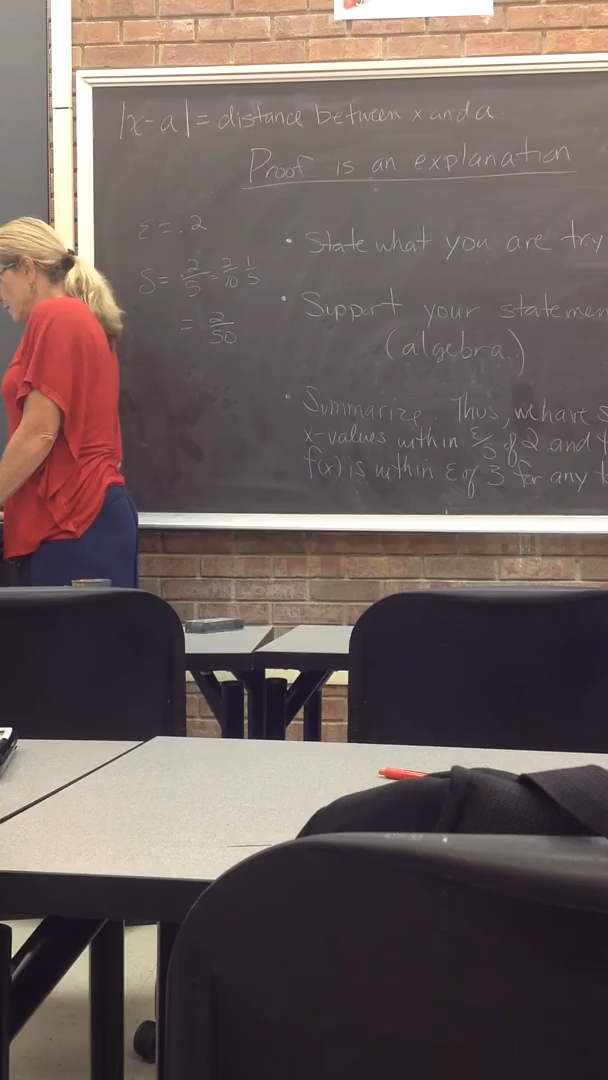 |x-a| = distance between x and a
Proof is an explanation
ε = .2
δ = .2/5 = 2/10 1/5
= 2/50
• State what you are try
• Support your statemen
(algebra)
• Summarize. Thus, we have s
x-values within ε/5 of 2 and
f(x) is within ε of 3 for any to